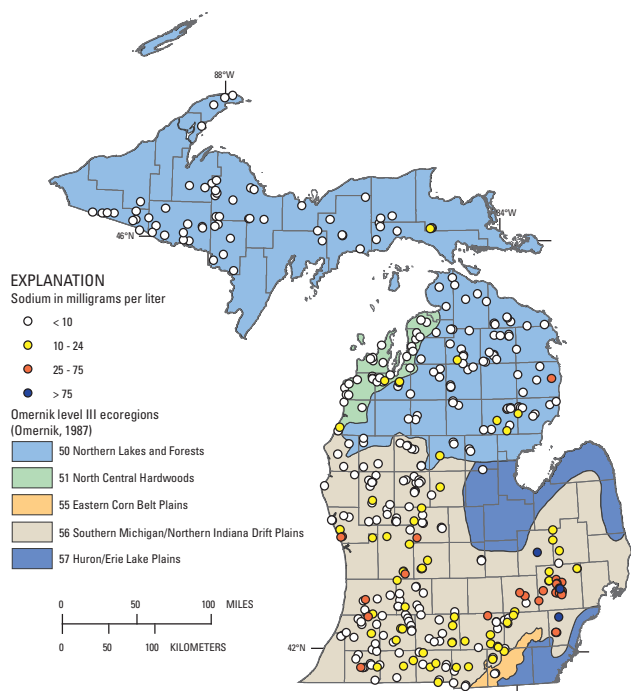 88°W
84°W
46°N
EXPLANATION
Sodium in milligrams per liter
< 10
10 - 24
25 - 75
> 75
Omernik level III ecoregions
(Omernik, 1987)
50 Northern Lakes and Forests
51 North Central Hardwoods
55 Eastern Corn Belt Plains
56 Southern Michigan/Northern Indiana Drift Plains
57 Huron/Erie Lake Plains
0 50 100 MILES
0 50 100 KILOMETERS
42°N